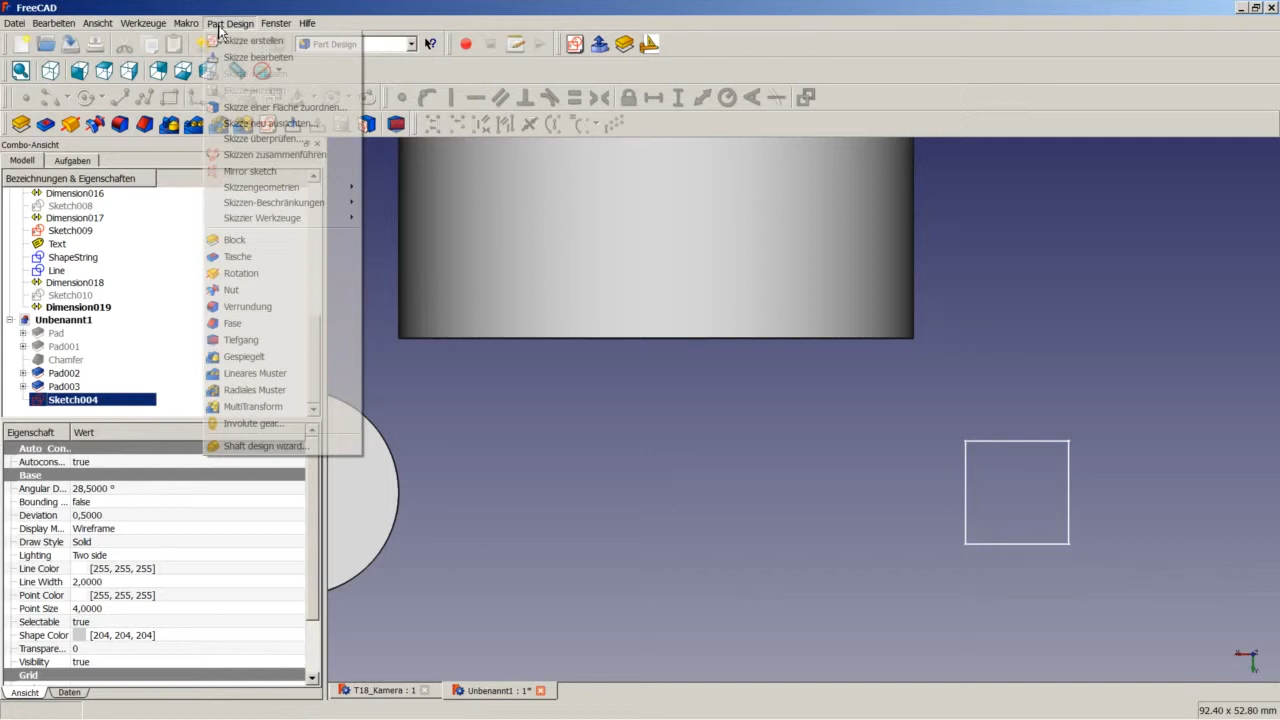 FreeCAD
Datei Bearbeiten Ansicht Werkzeuge Makro Part Design Fenster Hilfe
Part Design
Skizze erstellen
Skizze bearbeiten
Skizze einer Fläche zuordnen...
Skizze neu ausrichten...
Skizze überprüfen...
Skizzen zusammenführen
Mirror sketch
Skizzengeometrien
Skizzen-Beschränkungen
Skizzier Werkzeuge
Block
Tasche
Rotation
Nut
Verrundung
Fase
Tiefgang
Gespiegelt
Lineares Muster
Radiales Muster
MultiTransform
Involute gear...
Shaft design wizard...
Combo-Ansicht
Modell Aufgaben
Bezeichnungen & Eigenschaften
Dimension016
Sketch008
Dimension017
Sketch009
Text
ShapeString
Line
Dimension018
Sketch010
Dimension019
Unbenannt1
Pad
Pad001
Chamfer
Pad002
Pad003
Sketch004
Eigenschaft Wert
Auto Con..
Autocons... true
Base
Angular D... 28,5000 °
Bounding ... false
Deviation 0,5000
Display M... Wireframe
Draw Style Solid
Lighting Two side
Line Color [255, 255, 255]
Line Width 2,0000
Point Color [255, 255, 255]
Point Size 4,0000
Selectable true
Shape Color [204, 204, 204]
Transpare... 0
Visibility true
Grid
Ansicht Daten
T18_Kamera : 1
Unbenannt1 : 1*
92.40 x 52.80 mm